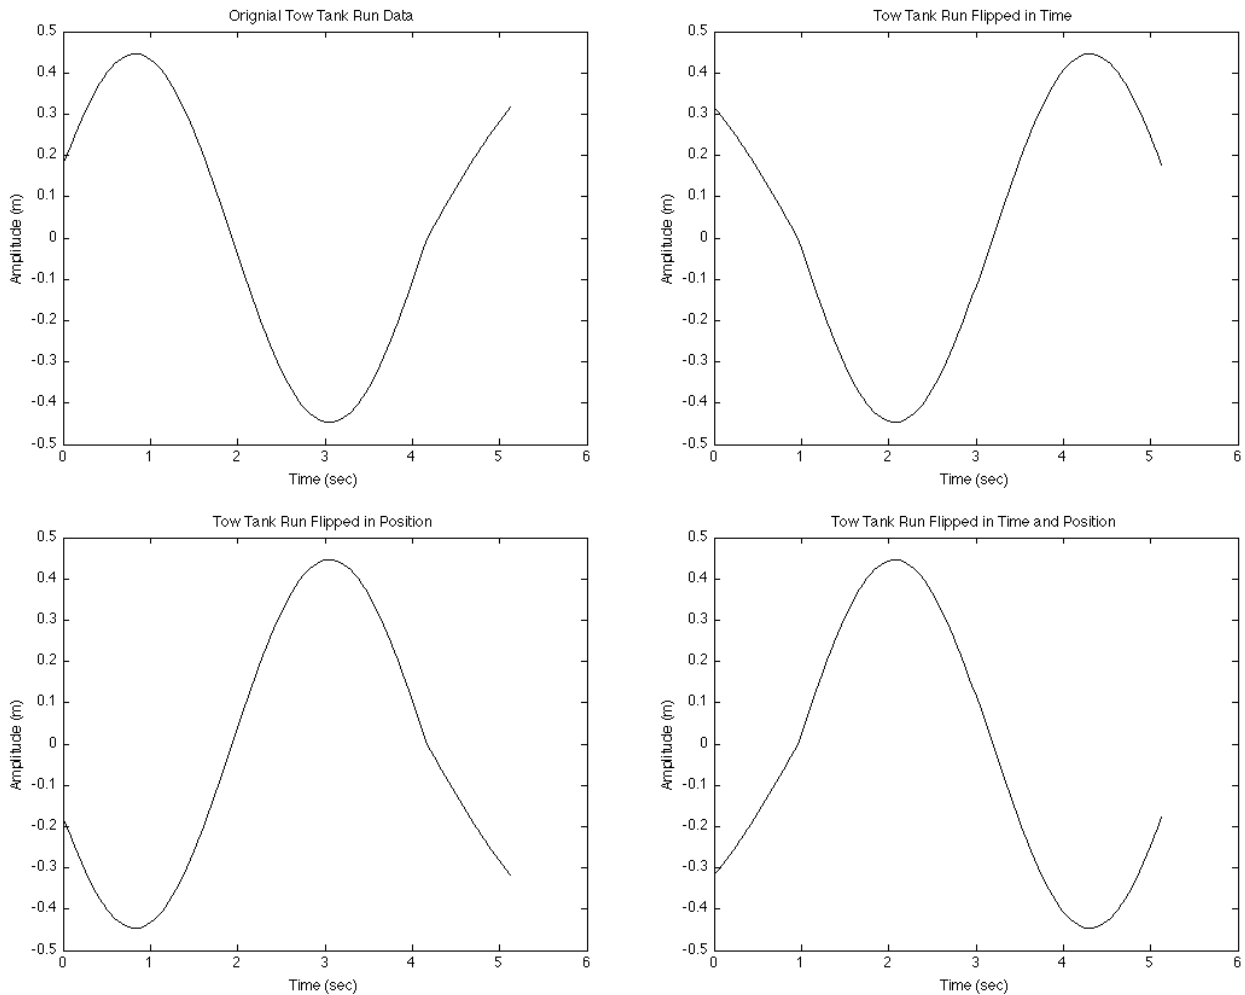 Orignial Tow Tank Run Data
0.5
0.4
0.3
0.2
0.1
0
-0.1
-0.2
-0.3
-0.4
-0.5
Amplitude (m)
0 1 2 3 4 5 6
Time (sec)
Tow Tank Run Flipped in Time
0.5
0.4
0.3
0.2
0.1
0
-0.1
-0.2
-0.3
-0.4
-0.5
Amplitude (m)
0 1 2 3 4 5 6
Time (sec)
Tow Tank Run Flipped in Position
0.5
0.4
0.3
0.2
0.1
0
-0.1
-0.2
-0.3
-0.4
-0.5
Amplitude (m)
0 1 2 3 4 5 6
Time (sec)
Tow Tank Run Flipped in Time and Position
0.5
0.4
0.3
0.2
0.1
0
-0.1
-0.2
-0.3
-0.4
-0.5
Amplitude (m)
0 1 2 3 4 5 6
Time (sec)